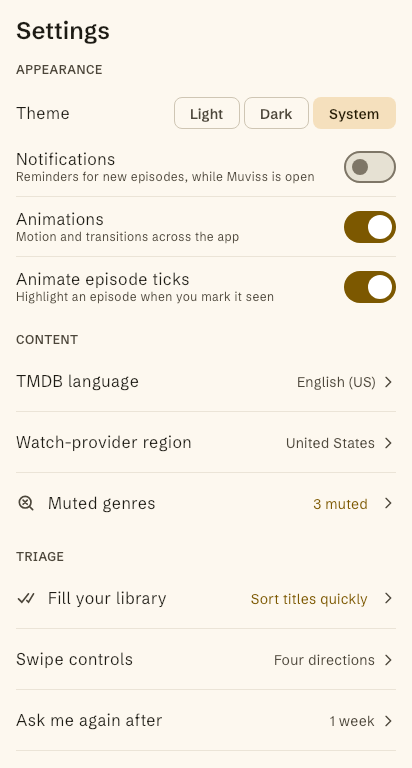 Settings
APPEARANCE
Theme Light Dark System
Notifications
Reminders for new episodes, while Muviss is open
Animations
Motion and transitions across the app
Animate episode ticks
Highlight an episode when you mark it seen
CONTENT
TMDB language English (US)
Watch-provider region United States
Muted genres 3 muted
TRIAGE
Fill your library Sort titles quickly
Swipe controls Four directions
Ask me again after 1 week